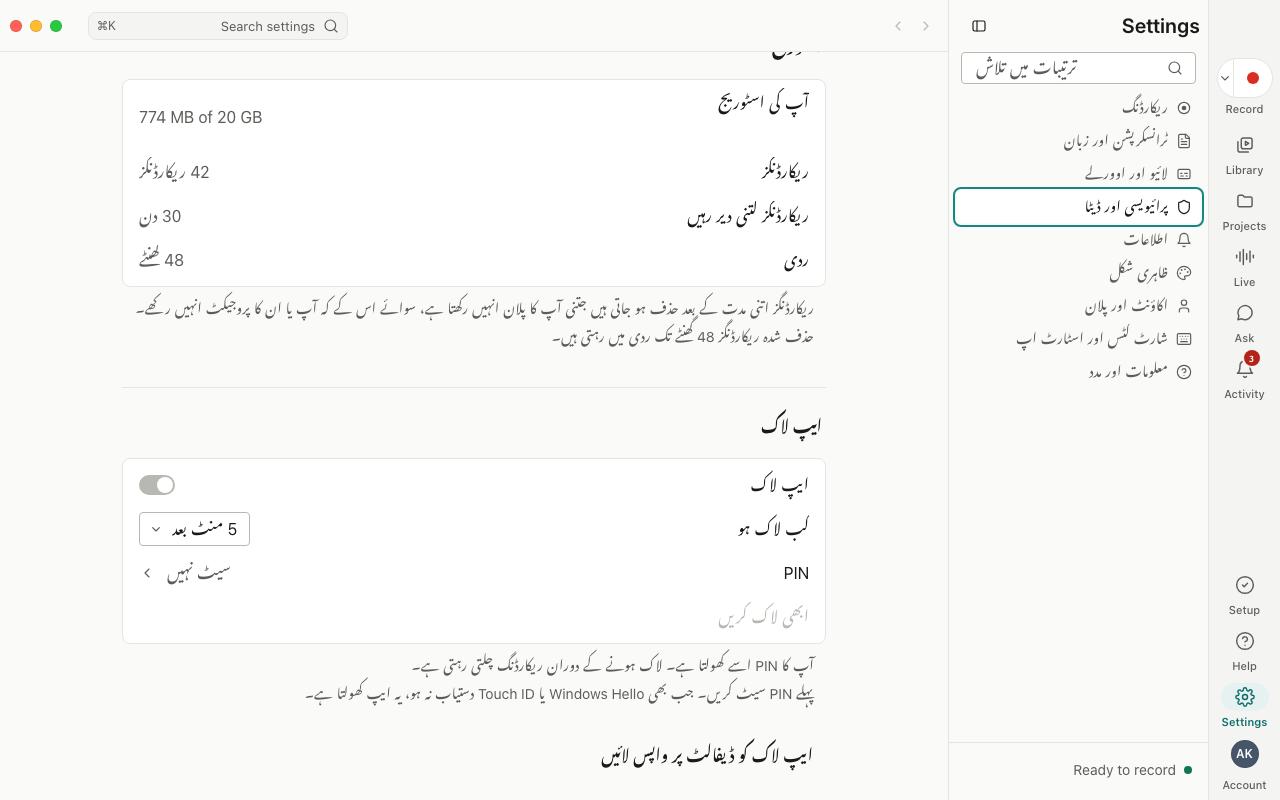 Settings
Search settings
⌘K
ترتیبات میں تلاش
ریکارڈنگ
ٹرانسکرپشن اور زبان
لائیو اور اوورلے
پرائیویسی اور ڈیٹا
اطلاعات
ظاہری شکل
اکاؤنٹ اور پلان
شارٹ کٹس اور اسٹارٹ اپ
معلومات اور مدد
Ready to record
Record
Library
Projects
Live
Ask
3
Activity
Setup
Help
Settings
AK
Account
آپ کی اسٹوریج
774 MB of 20 GB
ریکارڈنگز
42 ریکارڈنگز
ریکارڈنگز کتنی دیر رہیں
30 دن
ردی
48 گھنٹے
ریکارڈنگز اتنی مدت کے بعد حذف ہو جاتی ہیں جتنی آپ کا پلان انہیں رکھتا ہے، سوائے اس کے کہ آپ یا ان کا پروجیکٹ انہیں رکھے۔
حذف شدہ ریکارڈنگز 48 گھنٹے تک ردی میں رہتی ہیں۔
ایپ لاک
ایپ لاک
کب لاک ہو
5 منٹ بعد
PIN
سیٹ نہیں
ابھی لاک کریں
آپ کا PIN اسے کھولتا ہے۔ لاک ہونے کے دوران ریکارڈنگ چلتی رہتی ہے۔
پہلے PIN سیٹ کریں۔ جب بھی Windows Hello یا Touch ID دستیاب نہ ہو، یہ ایپ کھولتا ہے۔
ایپ لاک کو ڈیفالٹ پر واپس لائیں